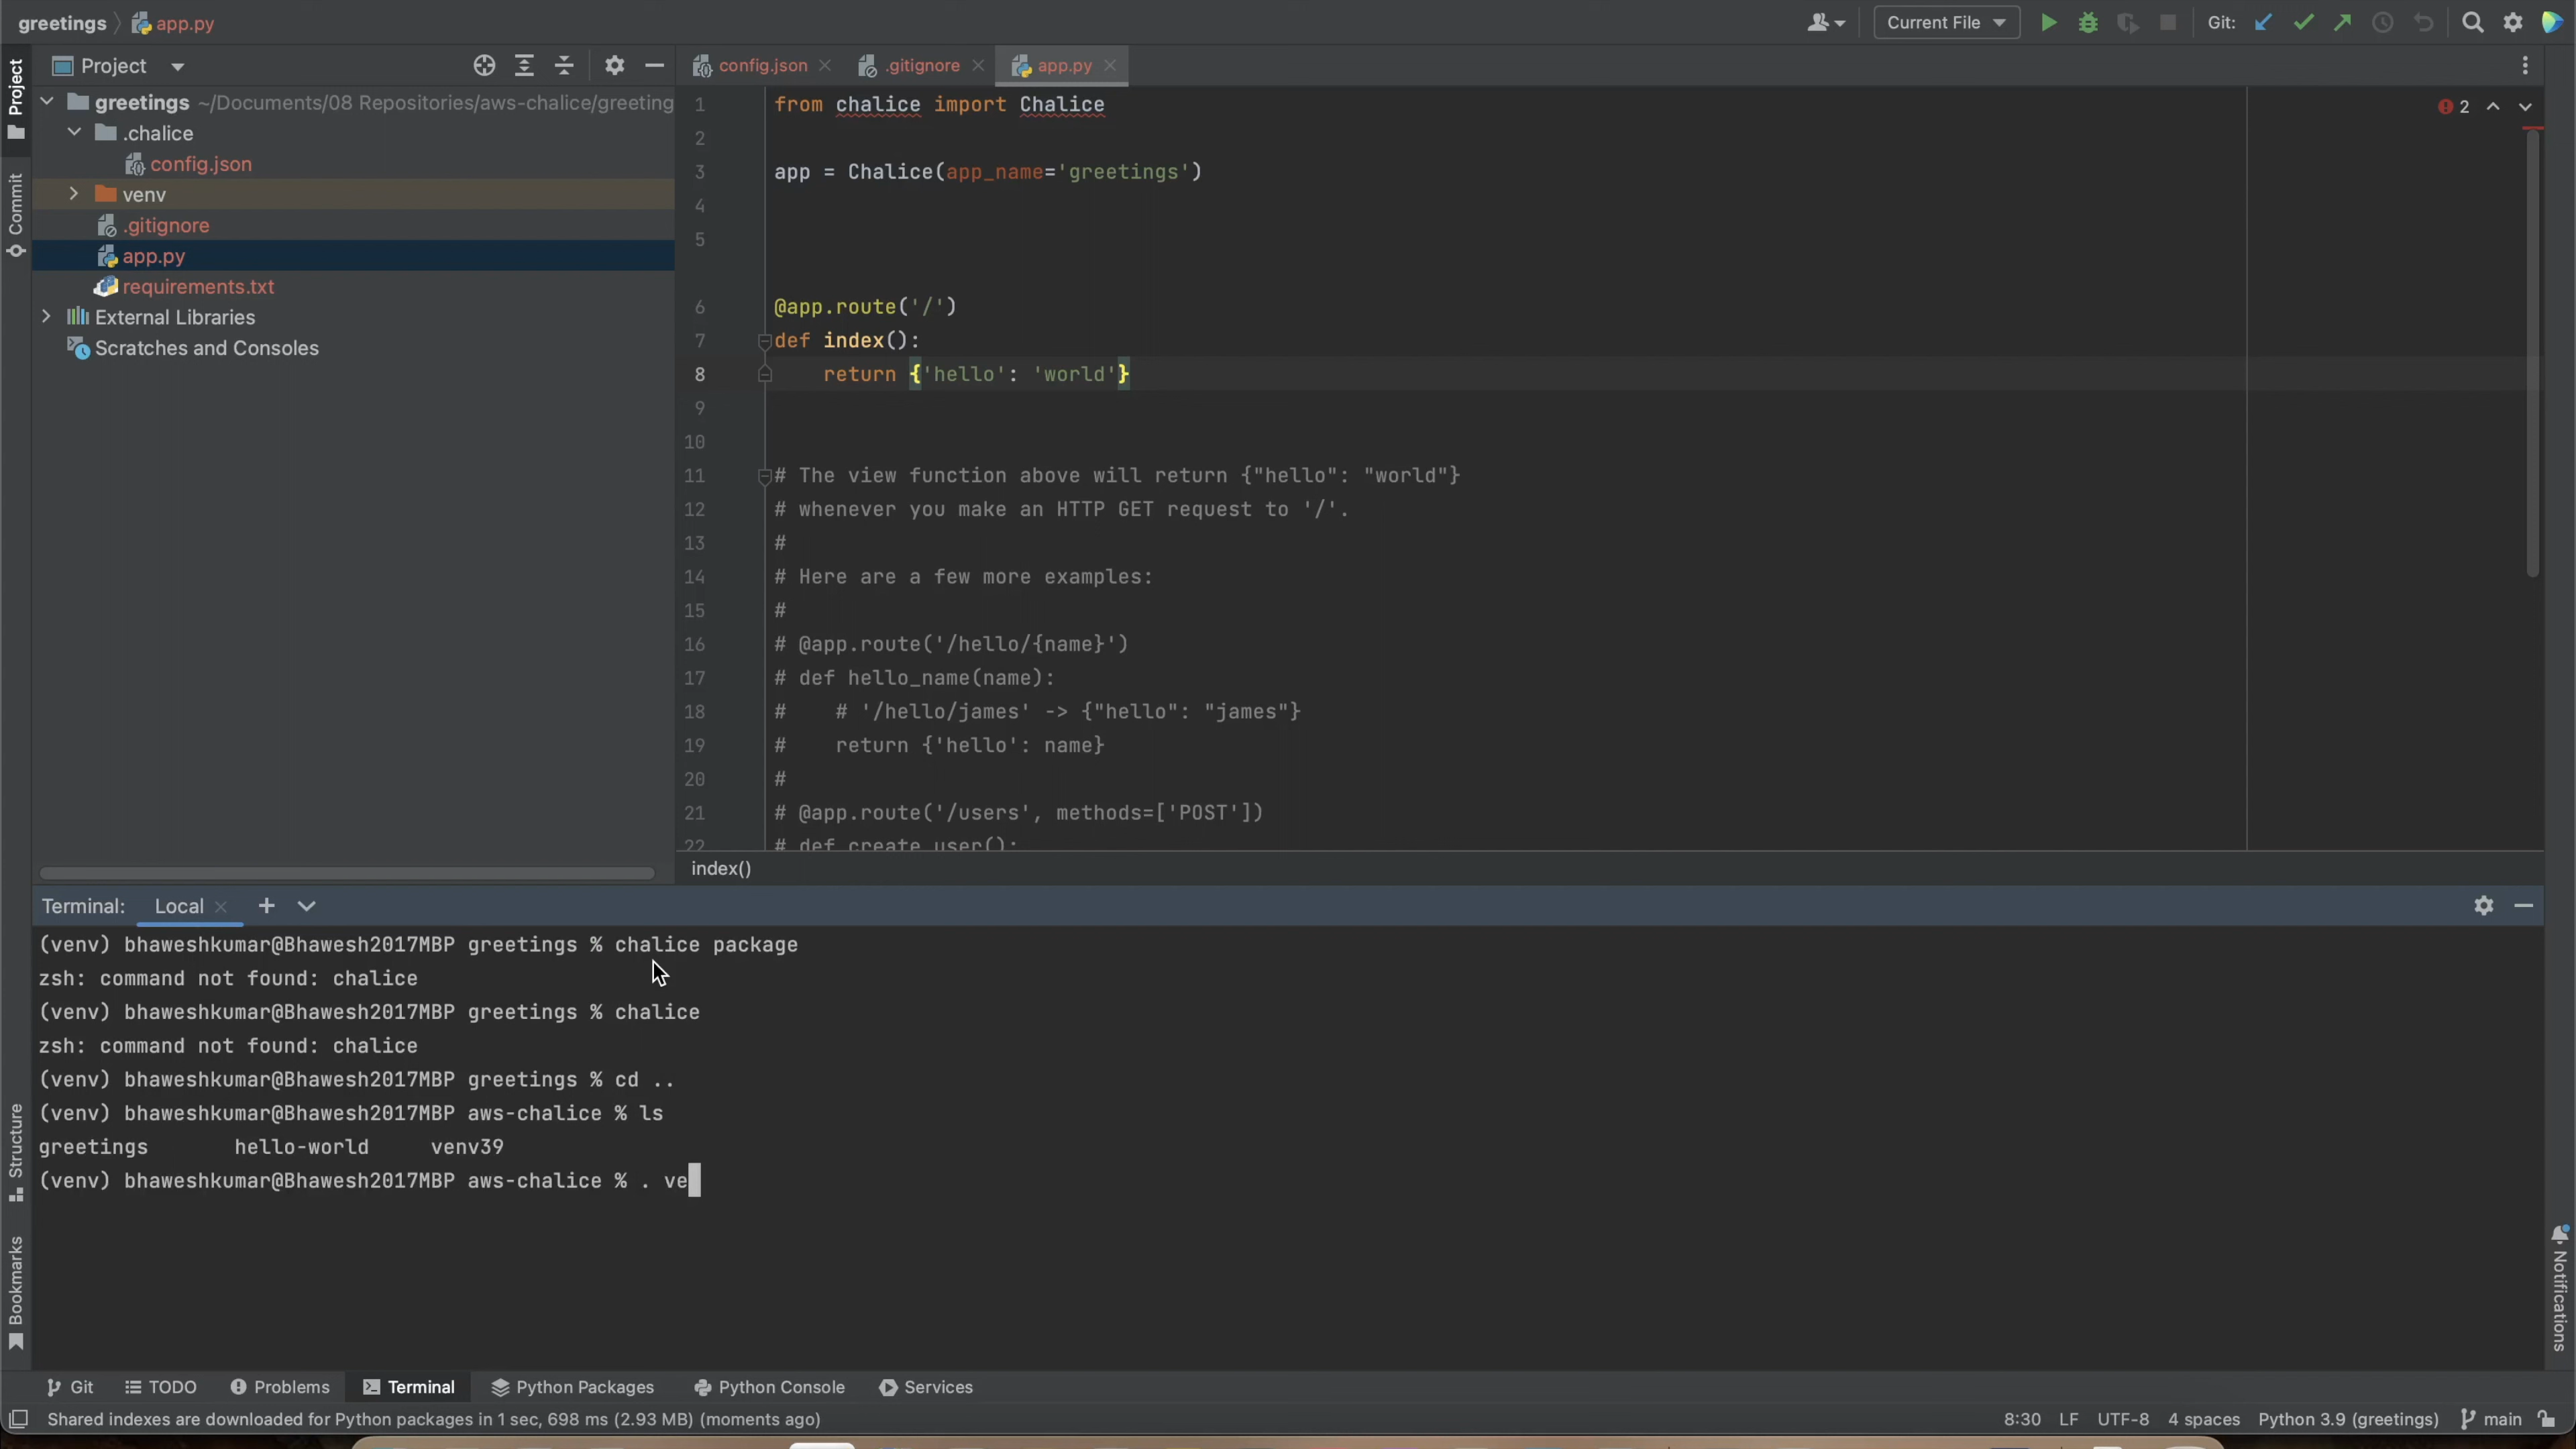 greetings
app.py
Current File
Git:
Project
config.json
.gitignore
app.py
Project
Commit
Structure
Bookmarks
Notifications
greetings ~/Documents/08 Repositories/aws-chalice/greeting
.chalice
config.json
venv
.gitignore
app.py
requirements.txt
External Libraries
Scratches and Consoles
2
1 from chalice import Chalice
2
3 app = Chalice(app_name='greetings')
4
5
6 @app.route('/')
7 def index():
8 return {'hello': 'world'}
9
10
11 # The view function above will return {"hello": "world"}
12 # whenever you make an HTTP GET request to '/'.
13 #
14 # Here are a few more examples:
15 #
16 # @app.route('/hello/{name}')
17 # def hello_name(name):
18 # # '/hello/james' -> {"hello": "james"}
19 # return {'hello': name}
20 #
21 # @app.route('/users', methods=['POST'])
22 # def create_user():
index()
Terminal: Local
(venv) bhaweshkumar@Bhawesh2017MBP greetings % chalice package
zsh: command not found: chalice
(venv) bhaweshkumar@Bhawesh2017MBP greetings % chalice
zsh: command not found: chalice
(venv) bhaweshkumar@Bhawesh2017MBP greetings % cd ..
(venv) bhaweshkumar@Bhawesh2017MBP aws-chalice % ls
greetings hello-world venv39
(venv) bhaweshkumar@Bhawesh2017MBP aws-chalice % . ve
Git TODO Problems Terminal Python Packages Python Console Services
Shared indexes are downloaded for Python packages in 1 sec, 698 ms (2.93 MB) (moments ago)
8:30 LF UTF-8 4 spaces Python 3.9 (greetings) main